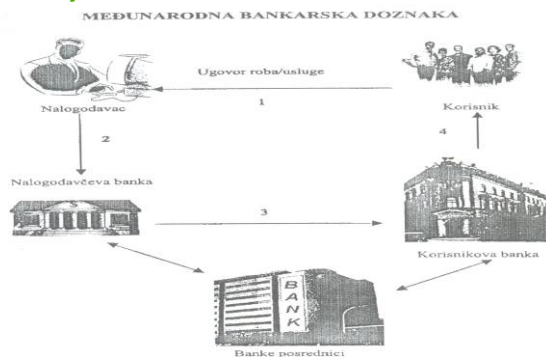 MEĐUNARODNA BANKARSKA DOZNAKA
Ugovor roba/usluge
1
Nalogodavac
Korisnik
2
4
Nalogodavčeva banka
3
Korisnikova banka
BANK
Banke posrednici